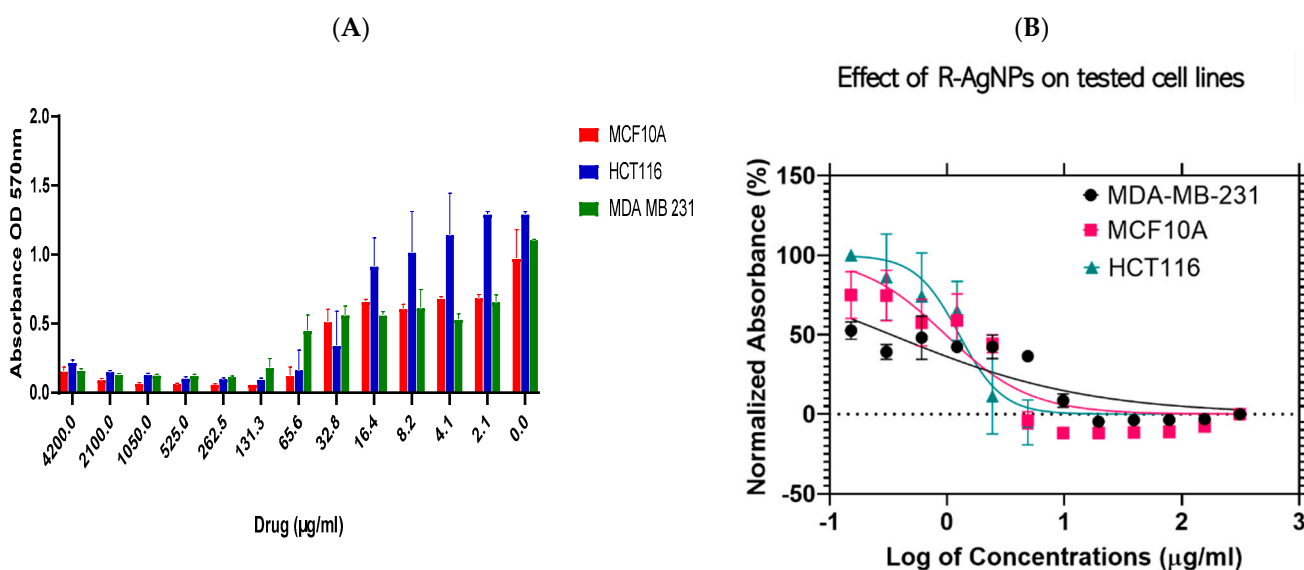 (A)
(B)
Effect of R-AgNPs on tested cell lines
Absorbance OD 570nm
2.0
1.5
1.0
0.5
0.0
MCF10A
HCT116
MDA MB 231
42000.0
2100.0
1050.0
525.0
262.5
131.3
65.6
32.8
16.4
8.2
4.1
2.1
0.0
Drug (µg/ml)
Normalized Absorbance (%)
150
100
50
0
-50
MDA-MB-231
MCF10A
HCT116
-1
0
1
2
3
Log of Concentrations (µg/ml)